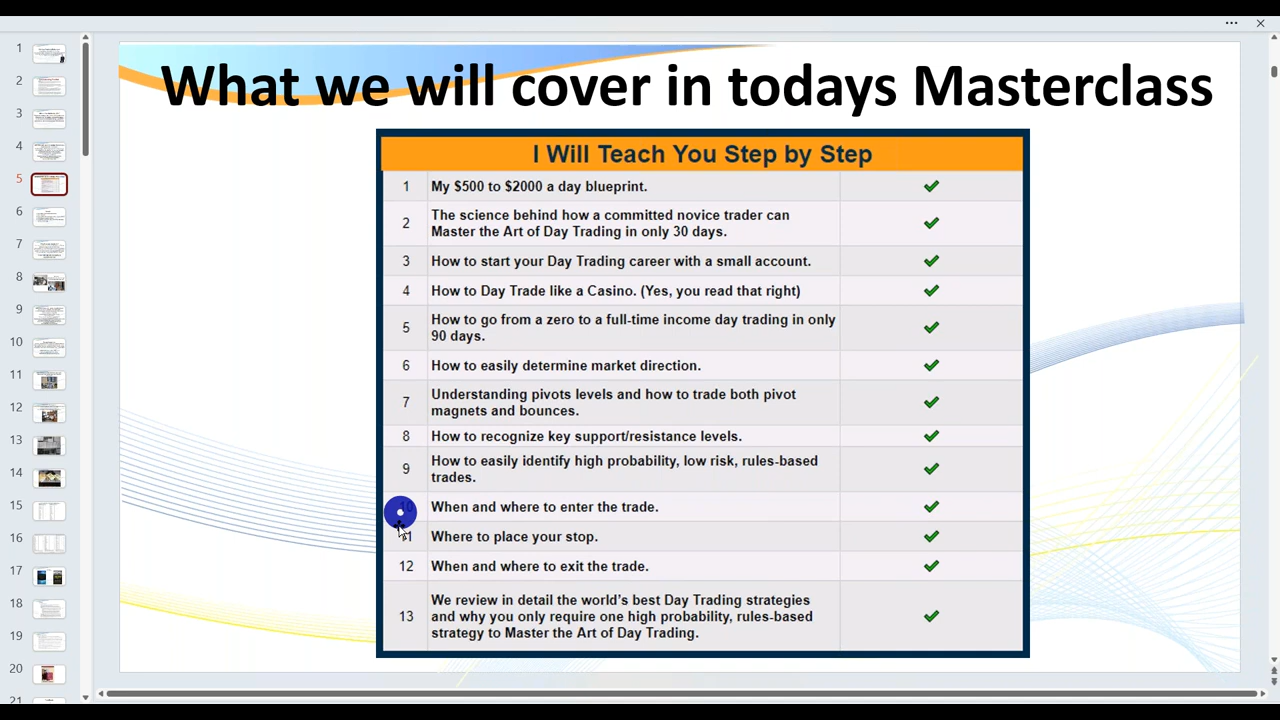 What we will cover in todays Masterclass
I Will Teach You Step by Step
1 My $500 to $2000 a day blueprint.
2 The science behind how a committed novice trader can
Master the Art of Day Trading in only 30 days.
3 How to start your Day Trading career with a small account.
4 How to Day Trade like a Casino. (Yes, you read that right)
5 How to go from a zero to a full-time income day trading in only
90 days.
6 How to easily determine market direction.
7 Understanding pivots levels and how to trade both pivot
magnets and bounces.
8 How to recognize key support/resistance levels.
9 How to easily identify high probability, low risk, rules-based
trades.
10 When and where to enter the trade.
11 Where to place your stop.
12 When and where to exit the trade.
13 We review in detail the world's best Day Trading strategies
and why you only require one high probability, rules-based
strategy to Master the Art of Day Trading.
1
2
3
4
5
6
7
8
9
10
11
12
13
14
15
16
17
18
19
20
21